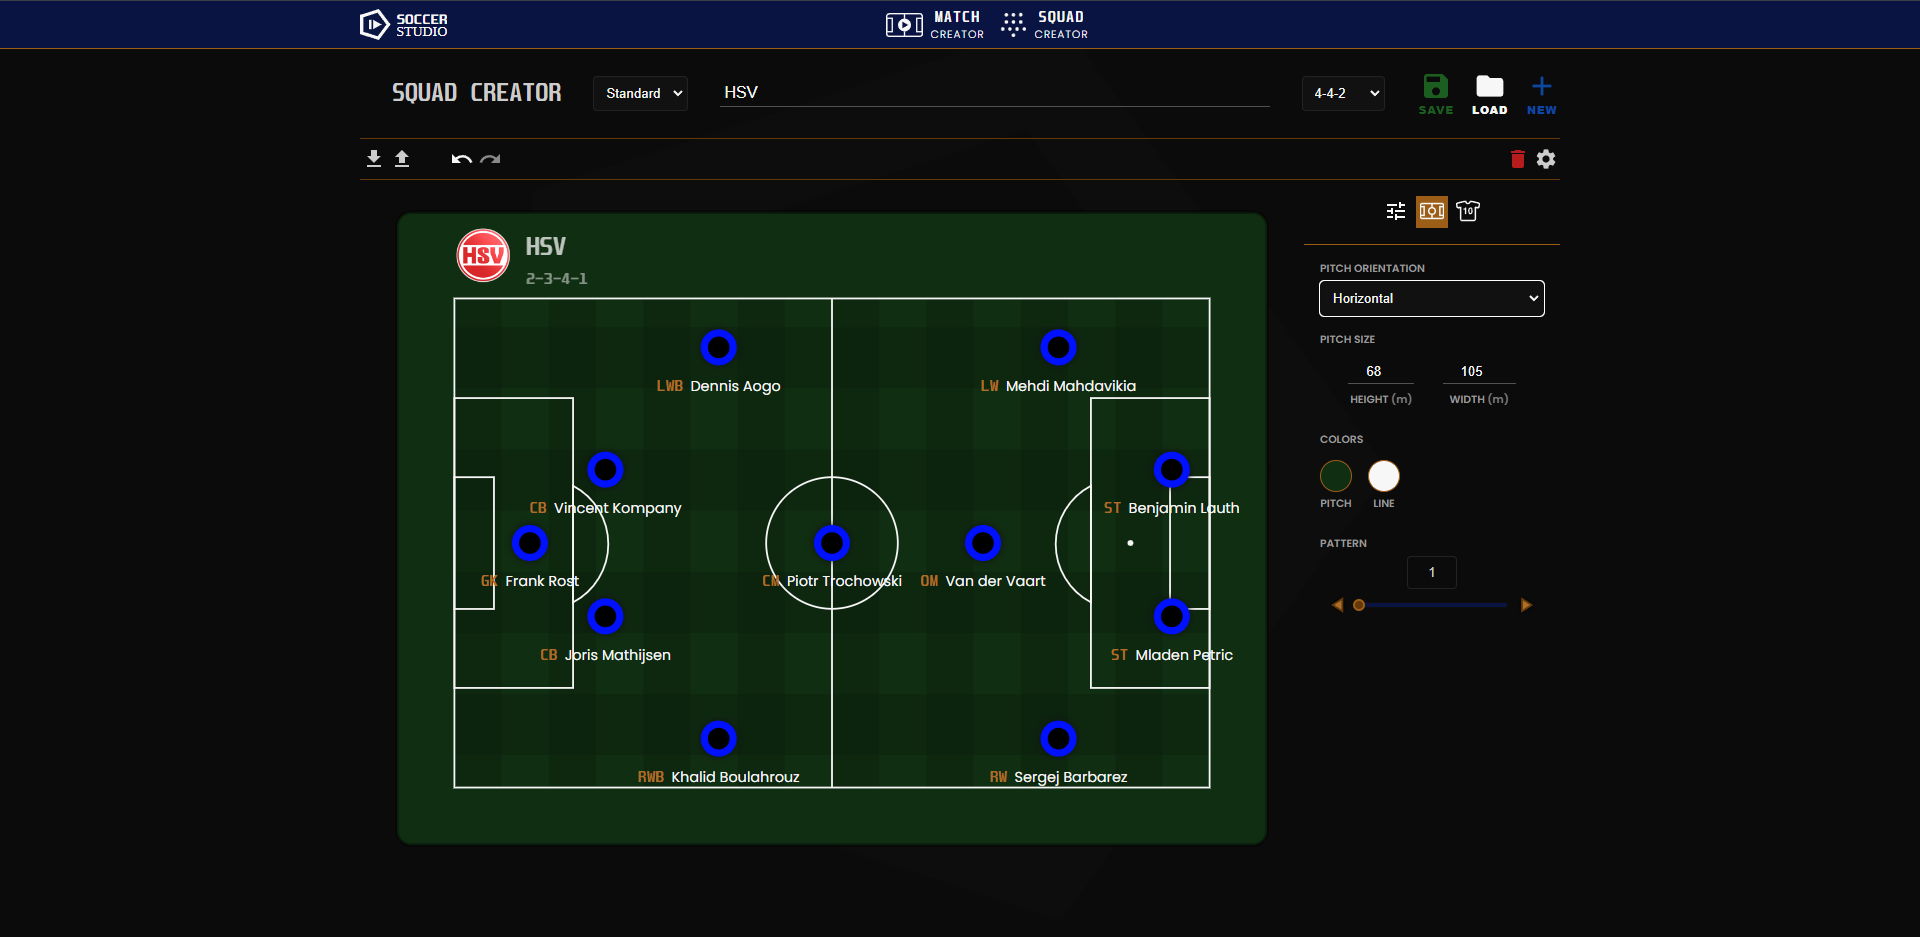 SOCCER
STUDIO
MATCH
CREATOR
SQUAD
CREATOR
SQUAD CREATOR
Standard
HSV
4-4-2
SAVE
LOAD
NEW
10
HSV
HSV
2-3-4-1
LWB Dennis Aogo
LW Mehdi Mahdavikia
CB Vincent Kompany
ST Benjamin Lauth
GK Frank Rost
CM Piotr Trochowski
OM Van der Vaart
CB Joris Mathijsen
ST Mladen Petric
RWB Khalid Boulahrouz
RW Sergej Barbarez
PITCH ORIENTATION
Horizontal
PITCH SIZE
68
105
HEIGHT (m)
WIDTH (m)
COLORS
PITCH
LINE
PATTERN
1